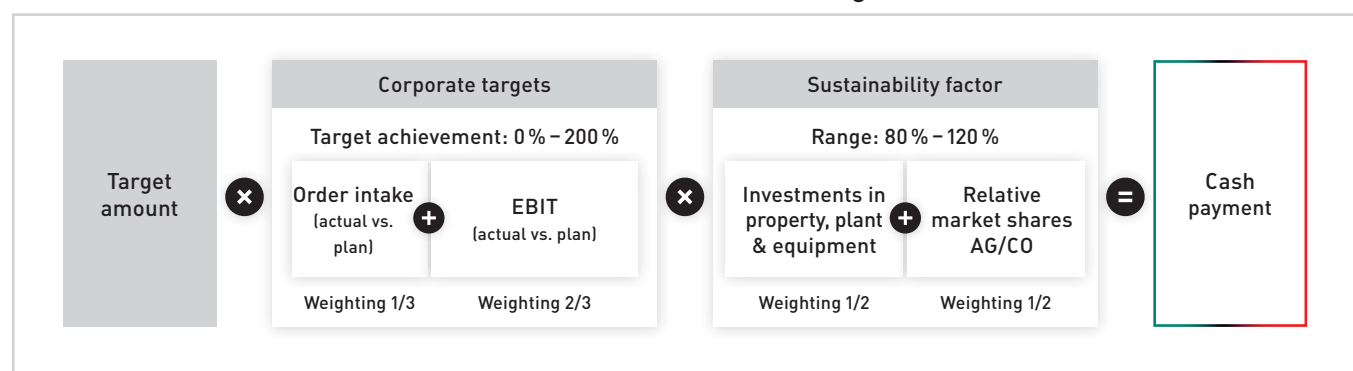 Target
amount
×
Corporate targets
Target achievement: 0 % – 200 %
Order intake
(actual vs.
plan)
+
EBIT
(actual vs. plan)
Weighting 1/3
Weighting 2/3
×
Sustainability factor
Range: 80 % – 120 %
Investments in
property, plant
& equipment
+
Relative
market shares
AG/CO
Weighting 1/2
Weighting 1/2
=
Cash
payment